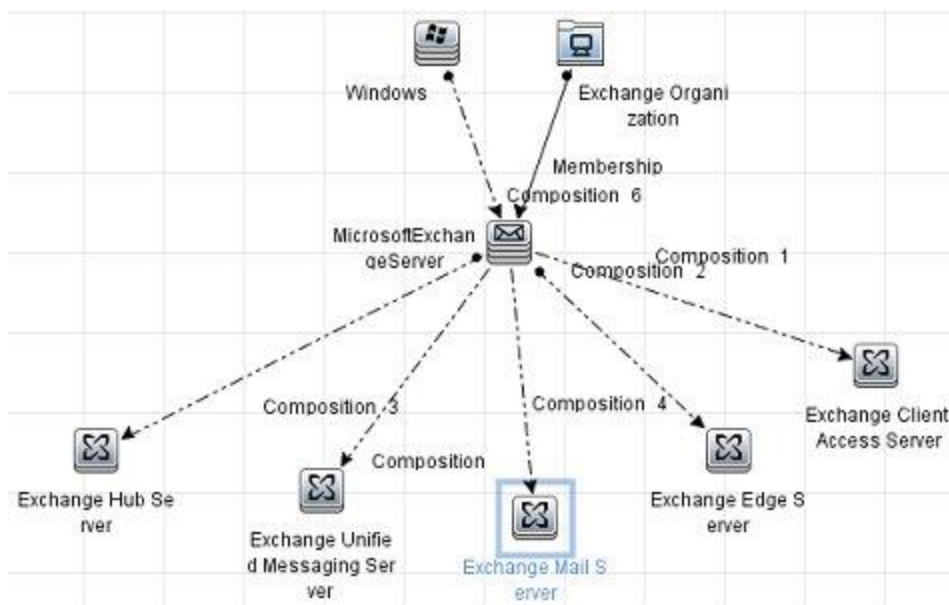 Windows
Exchange Organi
zation
Membership
Composition 6
MicrosoftExchan
geServer
Composition 1
Composition 2
Composition 3
Composition 4
Exchange Client
Access Server
Composition
Exchange Hub Se
rver
Exchange Unifie
d Messaging Ser
ver
Exchange Mail S
erver
Exchange Edge S
erver